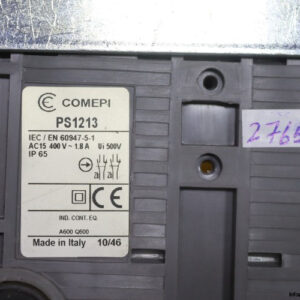 COMEPI
PS1213
IEC / EN 60947-5-1
AC15 400 V ~ 1.8 A Ui 500V
IP 65
IND. CONT. EQ.
A600 Q600
Made in Italy 10/46